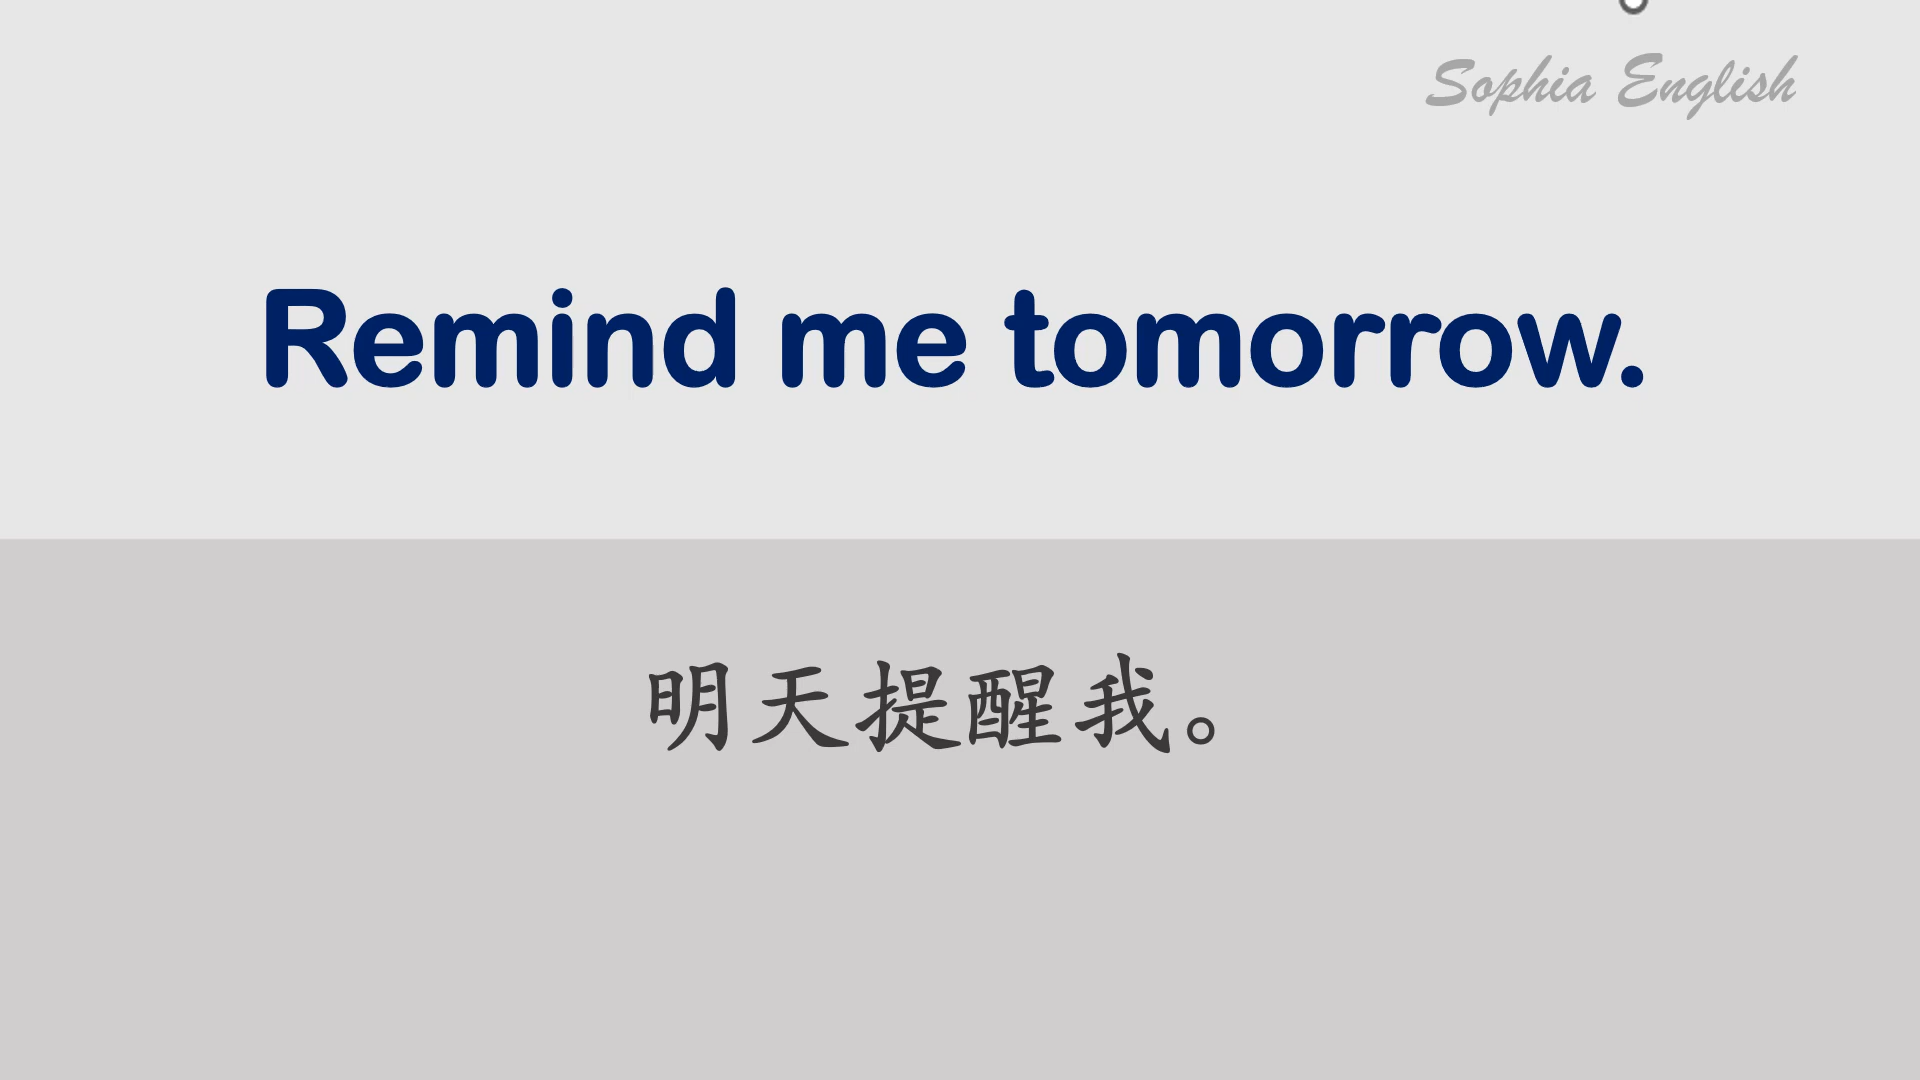 Sophia English
Remind me tomorrow.
明天提醒我。